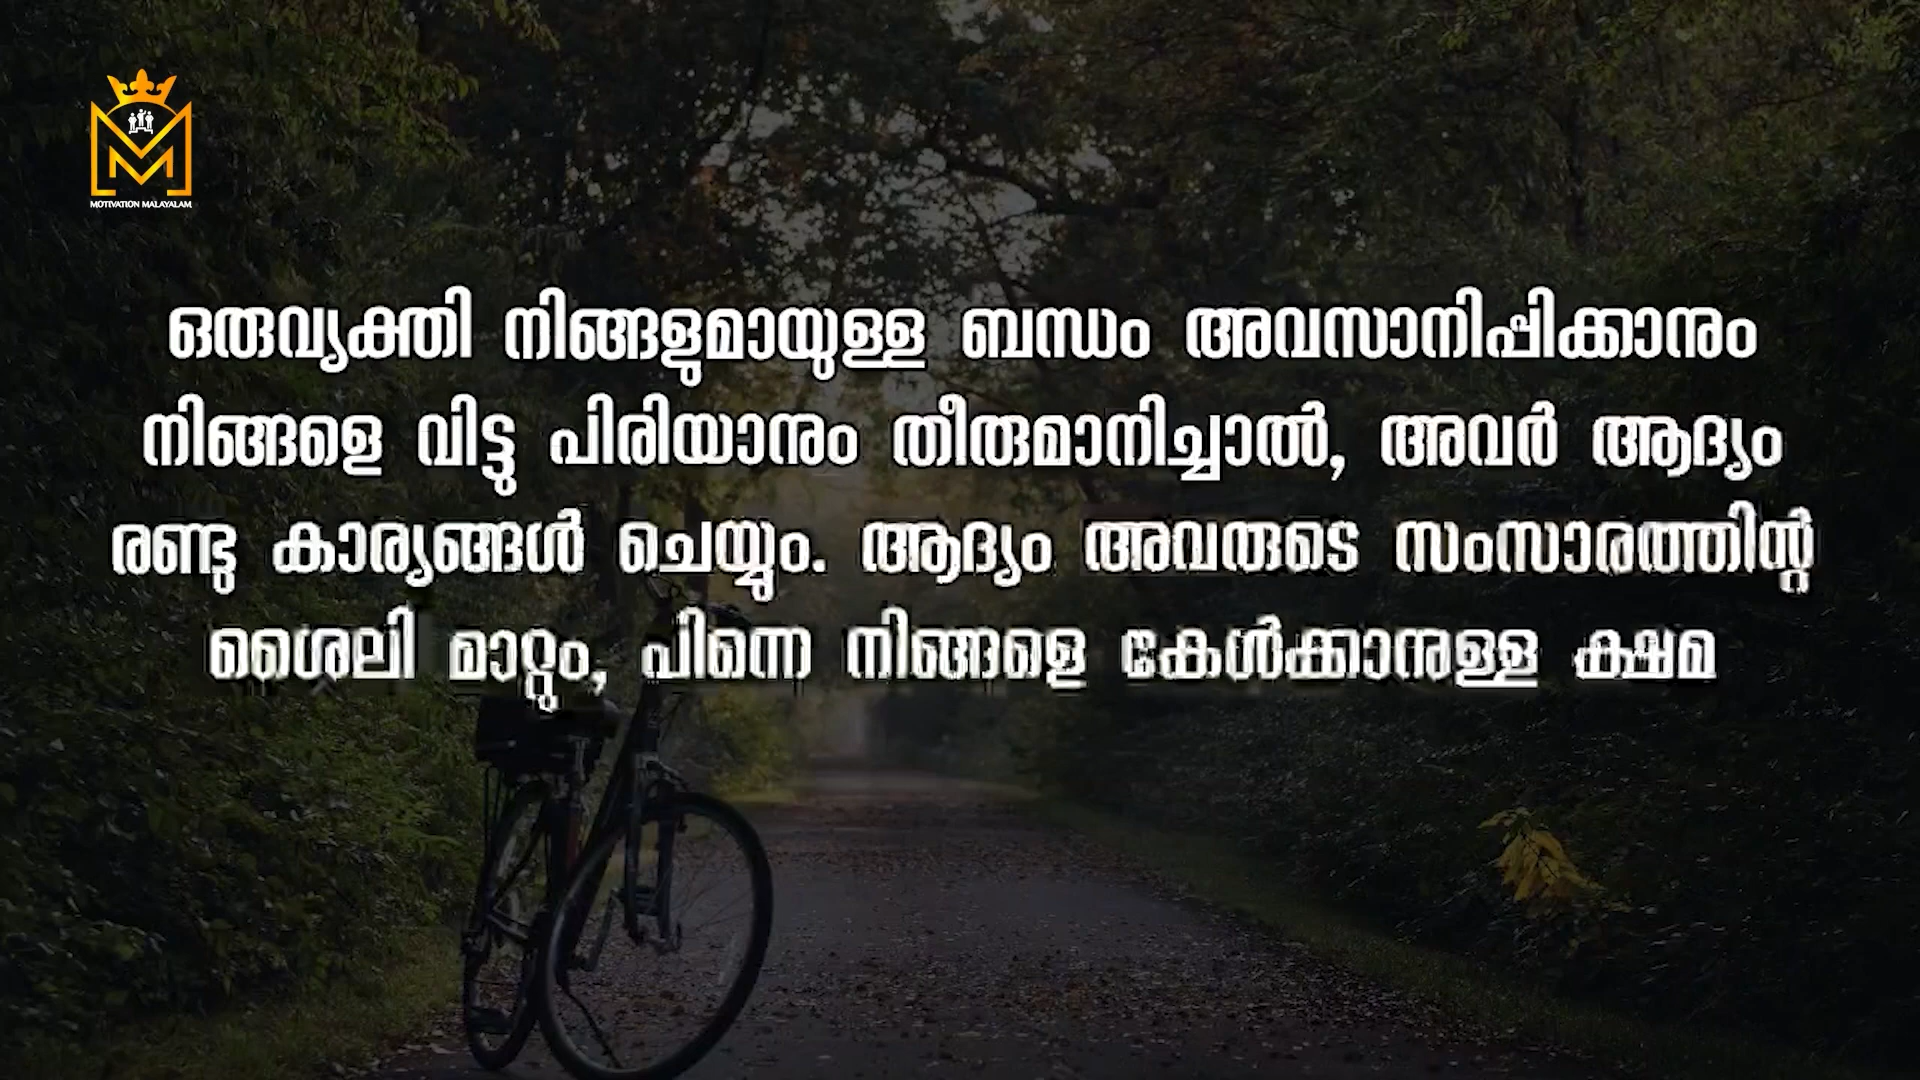 MOTIVATION MALAYALAM
ഒരുവ്യക്തി നിങ്ങളുമായുള്ള ബന്ധം അവസാനിപ്പിക്കാനും
നിങ്ങളെ വിട്ടു പിരിയാനും തീരുമാനിച്ചാൽ, അവർ ആദ്യം
രണ്ടു കാര്യങ്ങൾ ചെയ്യും. ആദ്യം അവരുടെ സംസാരത്തിന്റ
ശൈലി മാറ്റും, പിന്നെ നിങ്ങളെ കേൾക്കാനുള്ള ക്ഷമ